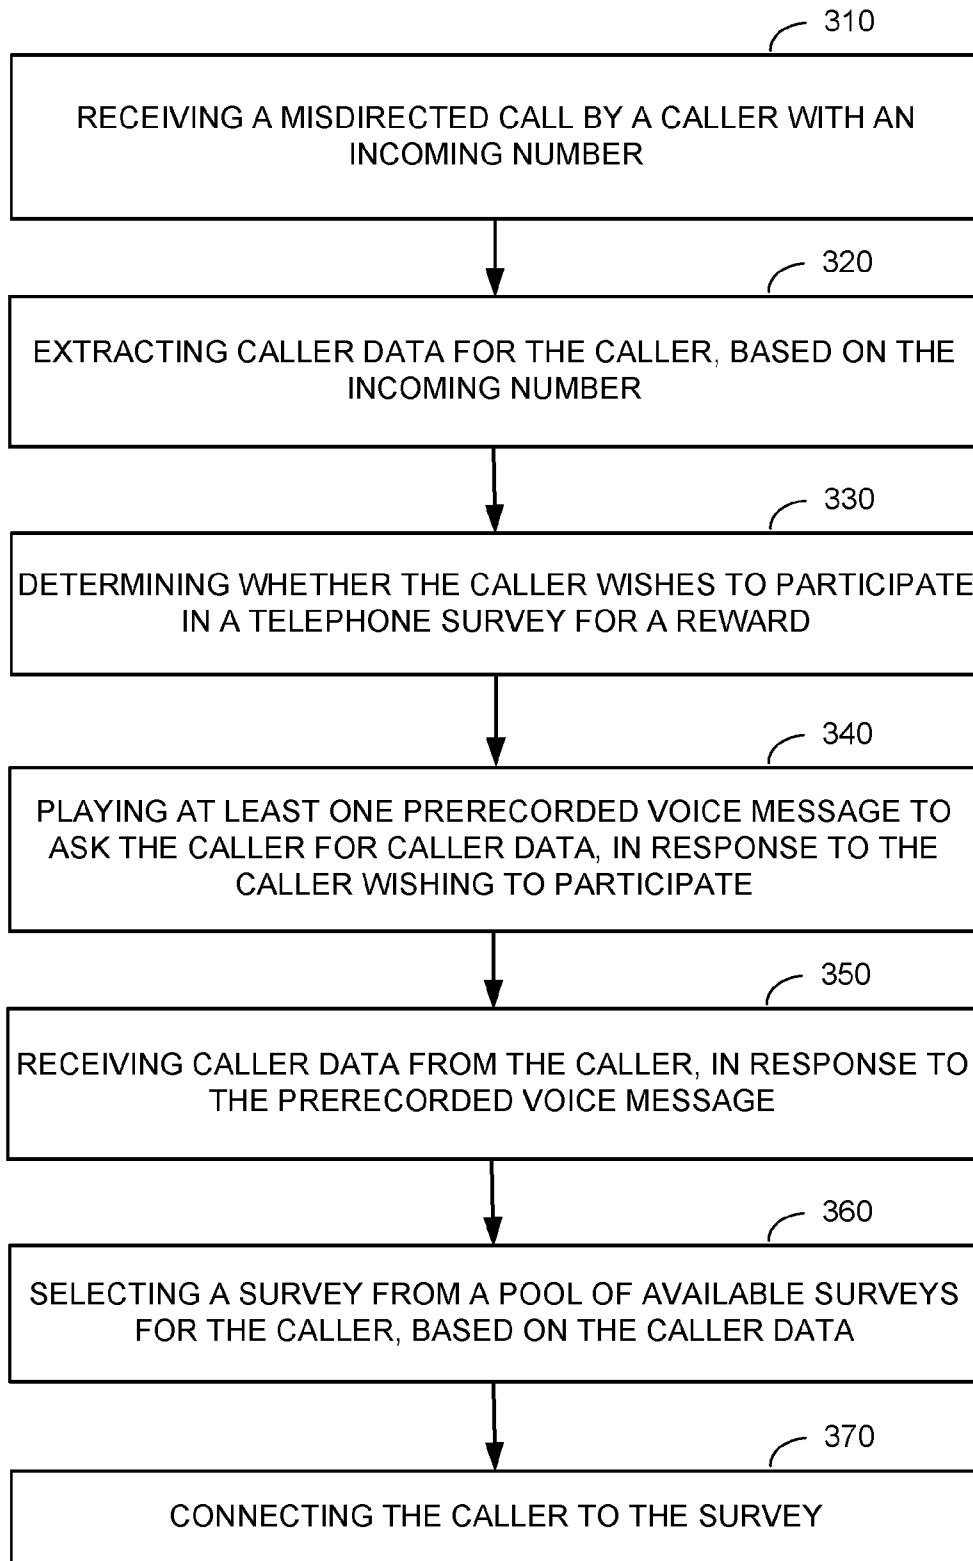 310
RECEIVING A MISDIRECTED CALL BY A CALLER WITH AN
INCOMING NUMBER
320
EXTRACTING CALLER DATA FOR THE CALLER, BASED ON THE
INCOMING NUMBER
330
DETERMINING WHETHER THE CALLER WISHES TO PARTICIPATE
IN A TELEPHONE SURVEY FOR A REWARD
340
PLAYING AT LEAST ONE PRERECORDED VOICE MESSAGE TO
ASK THE CALLER FOR CALLER DATA, IN RESPONSE TO THE
CALLER WISHING TO PARTICIPATE
350
RECEIVING CALLER DATA FROM THE CALLER, IN RESPONSE TO
THE PRERECORDED VOICE MESSAGE
360
SELECTING A SURVEY FROM A POOL OF AVAILABLE SURVEYS
FOR THE CALLER, BASED ON THE CALLER DATA
370
CONNECTING THE CALLER TO THE SURVEY